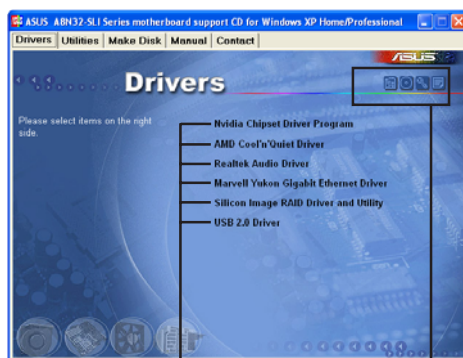 ASUS A8N32-SLI Series motherboard support CD for Windows XP Home/Professional
Drivers Utilities Make Disk Manual Contact
ASUS
Drivers
Please select items on the right side.
Nvidia Chipset Driver Program
AMD Cool'n'Quiet Driver
Realtek Audio Driver
Marvell Yukon Gigabit Ethernet Driver
Silicon Image RAID Driver and Utility
USB 2.0 Driver